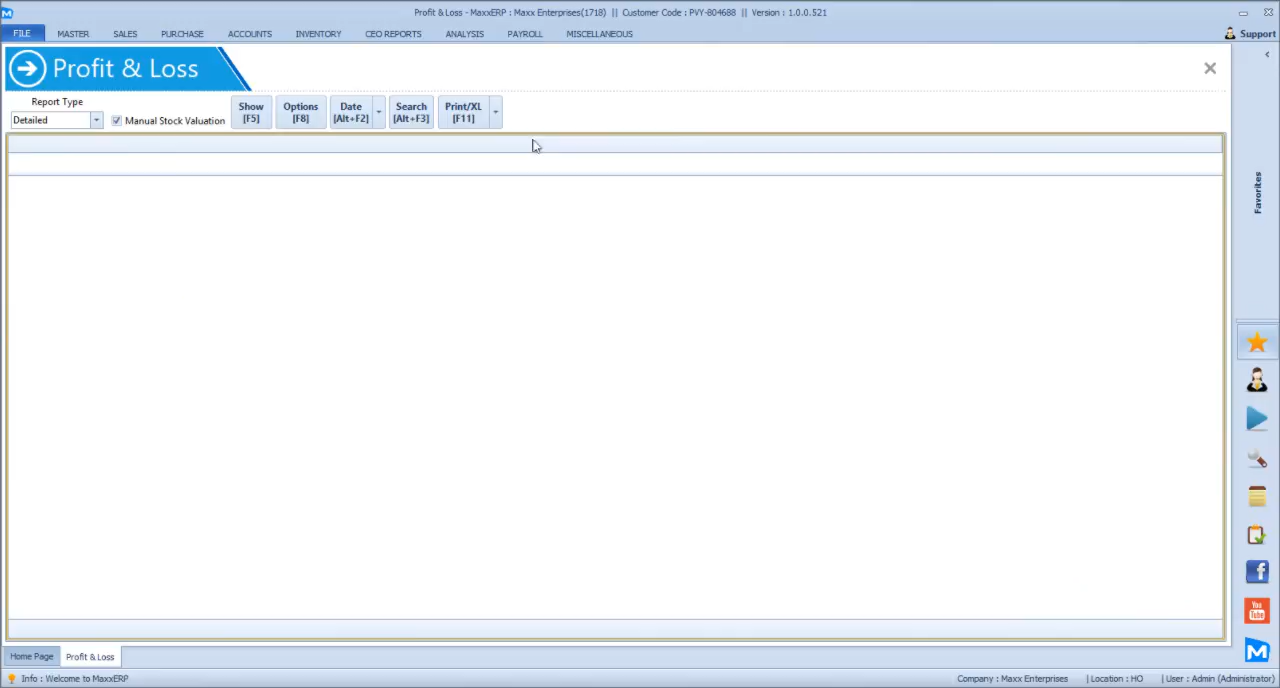 Profit & Loss - MaxxERP : Maxx Enterprises(1718) || Customer Code : PVY-804688 || Version : 1.0.0.521
FILE MASTER SALES PURCHASE ACCOUNTS INVENTORY CEO REPORTS ANALYSIS PAYROLL MISCELLANEOUS Support
Profit & Loss
Report Type
Detailed
Manual Stock Valuation
Show
[F5]
Options
[F8]
Date
[Alt+F2]
Search
[Alt+F3]
Print/XL
[F11]
Favorites
You
Tube
Home Page Profit & Loss
Info : Welcome to MaxxERP Company : Maxx Enterprises | Location : HO | User : Admin (Administrator)